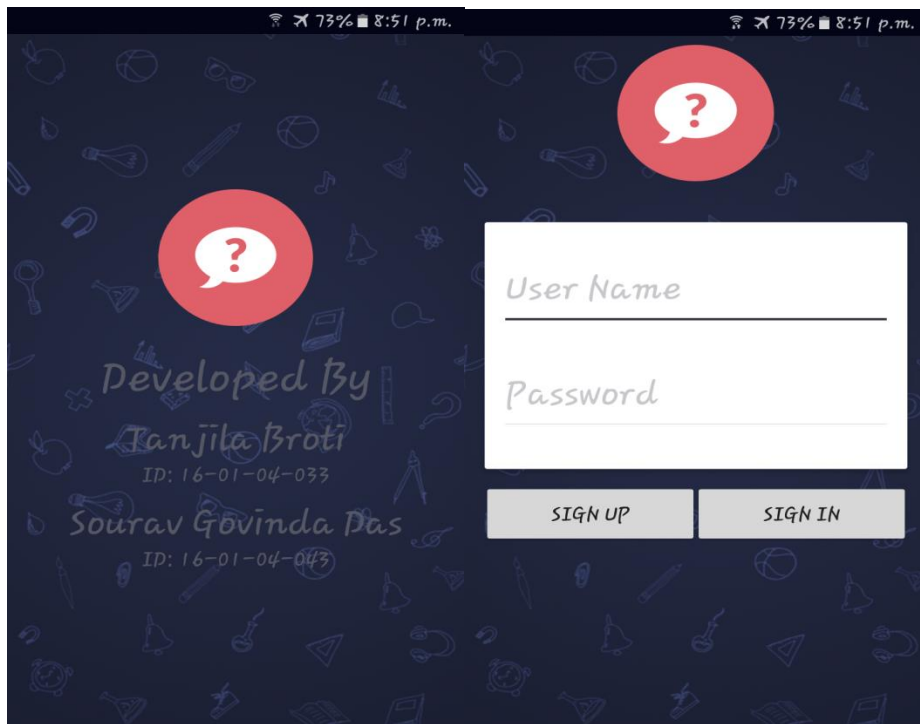 73% 8:51 p.m.
?
Developed By
Tanjila Broti
ID: 16-01-04-033
Sourav Govinda Das
ID: 16-01-04-043
73% 8:51 p.m.
?
User Name
Password
SIGN UP
SIGN IN